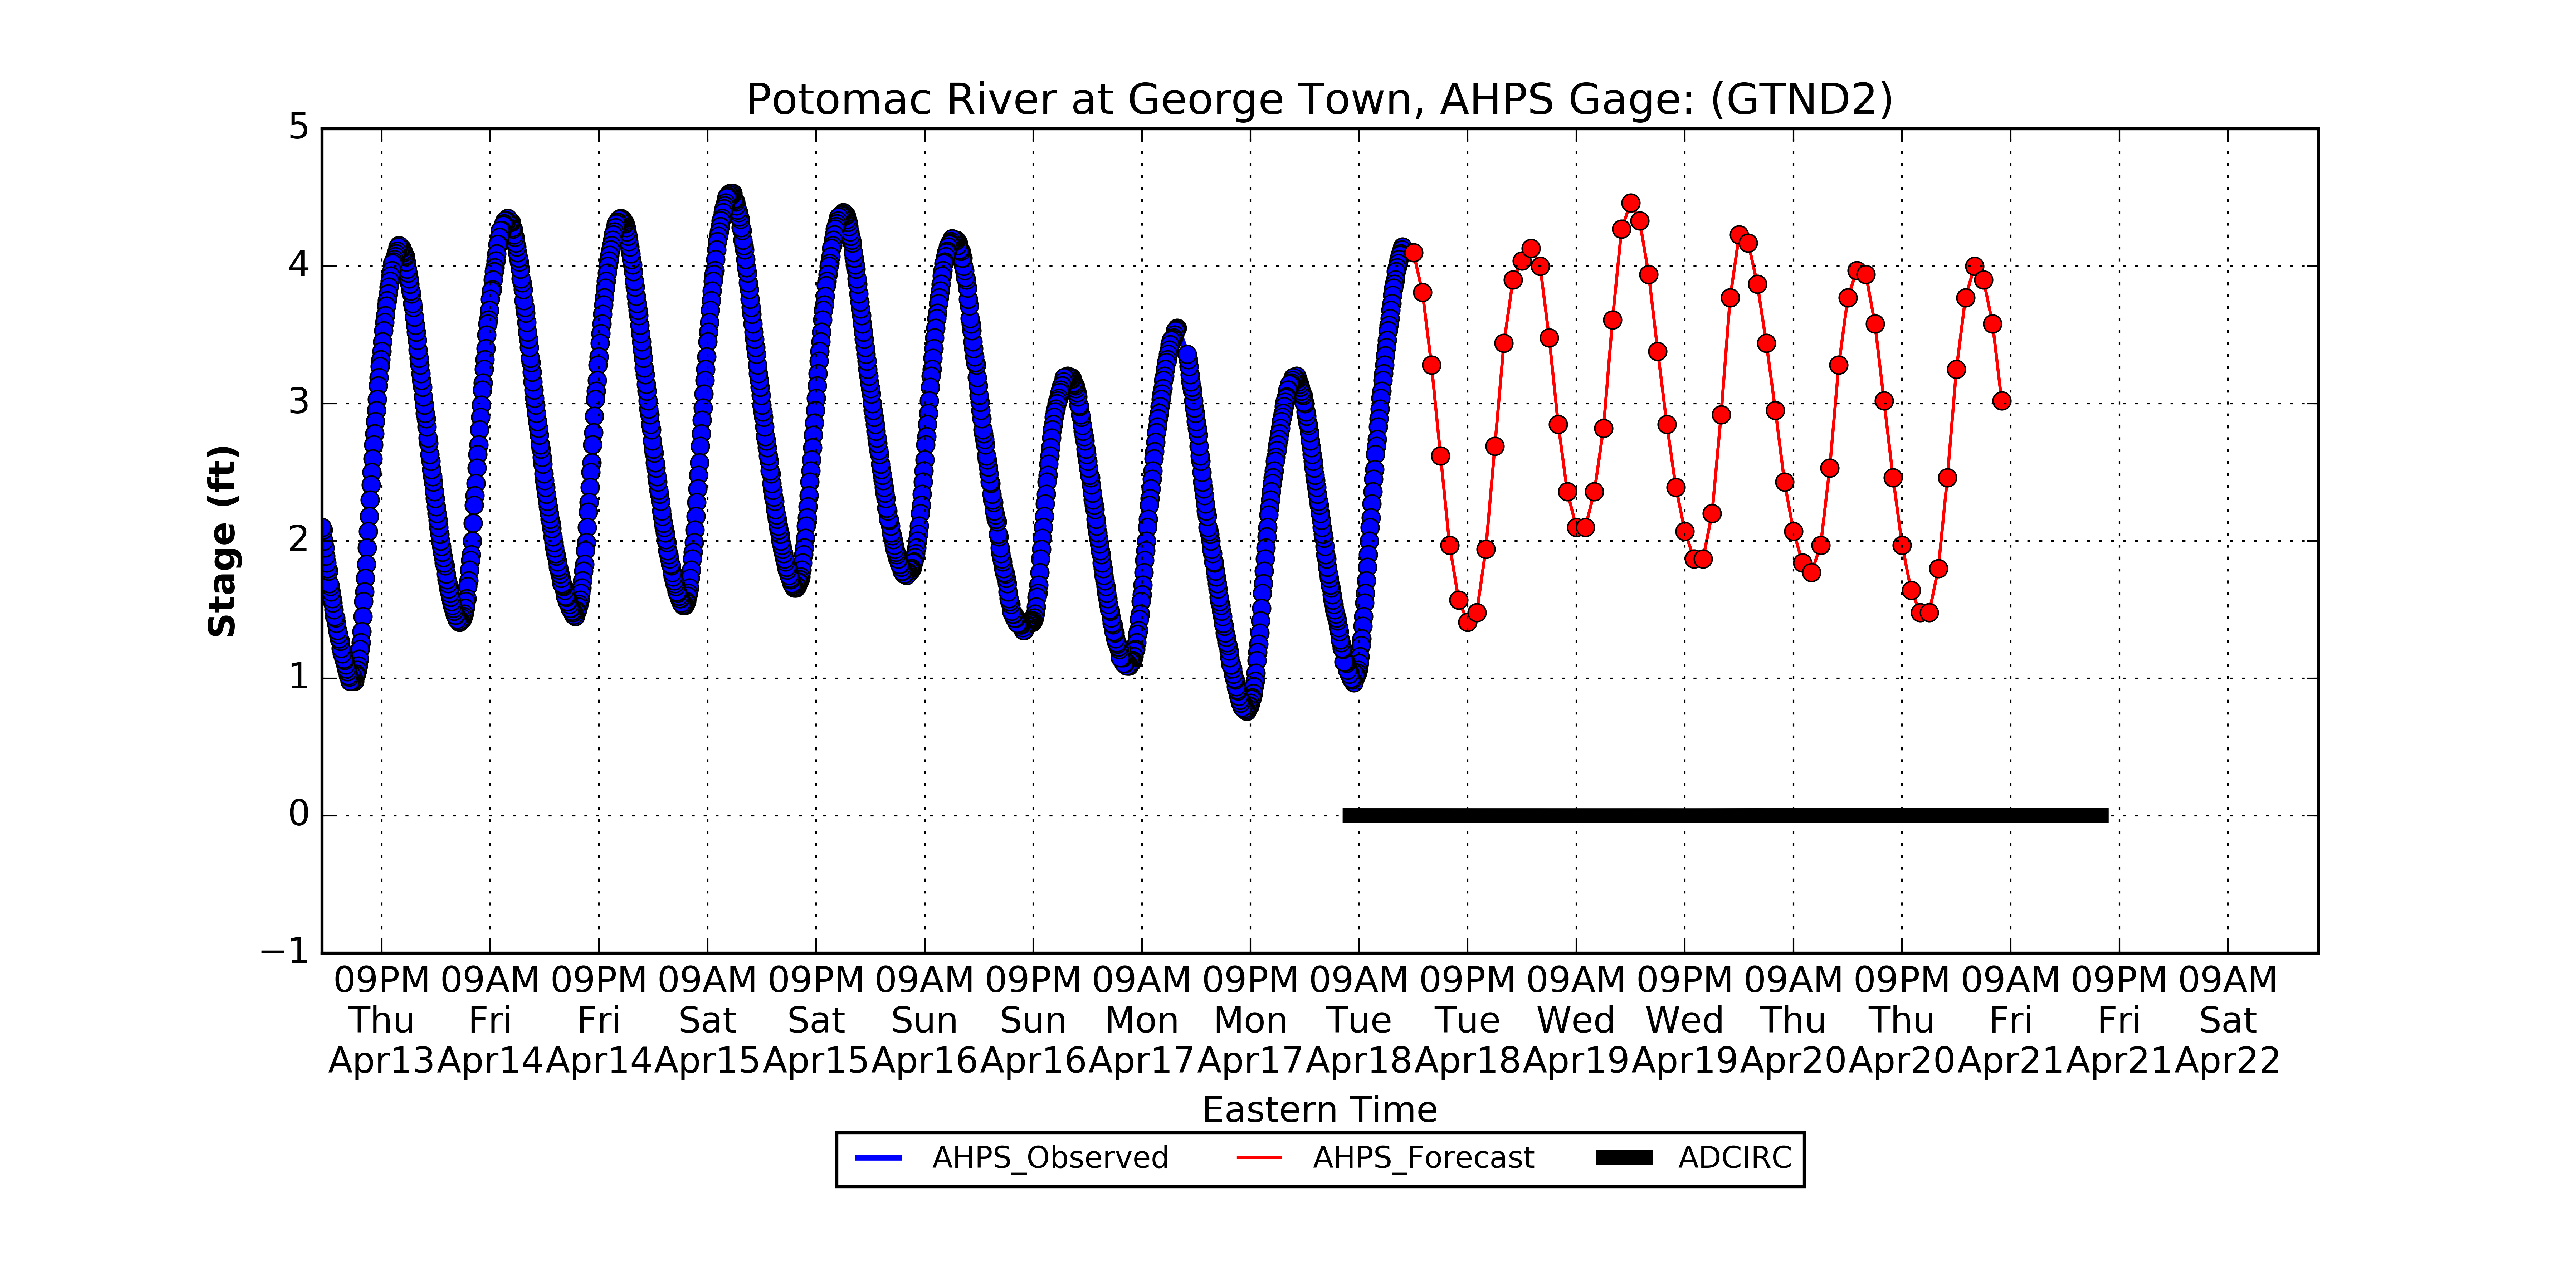 Potomac River at George Town, AHPS Gage: (GTND2)
5
4
3
2
1
0
−1
Stage (ft)
09PM 09AM 09PM 09AM 09PM 09AM 09PM 09AM 09PM 09AM 09PM 09AM 09PM 09AM 09PM 09AM 09PM 09AM
Thu Fri Fri Sat Sat Sun Sun Mon Mon Tue Tue Wed Wed Thu Thu Fri Fri Sat
Apr13 Apr14 Apr14 Apr15 Apr15 Apr16 Apr16 Apr17 Apr17 Apr18 Apr18 Apr19 Apr19 Apr20 Apr20 Apr21 Apr21 Apr22
Eastern Time
AHPS_Observed AHPS_Forecast ADCIRC